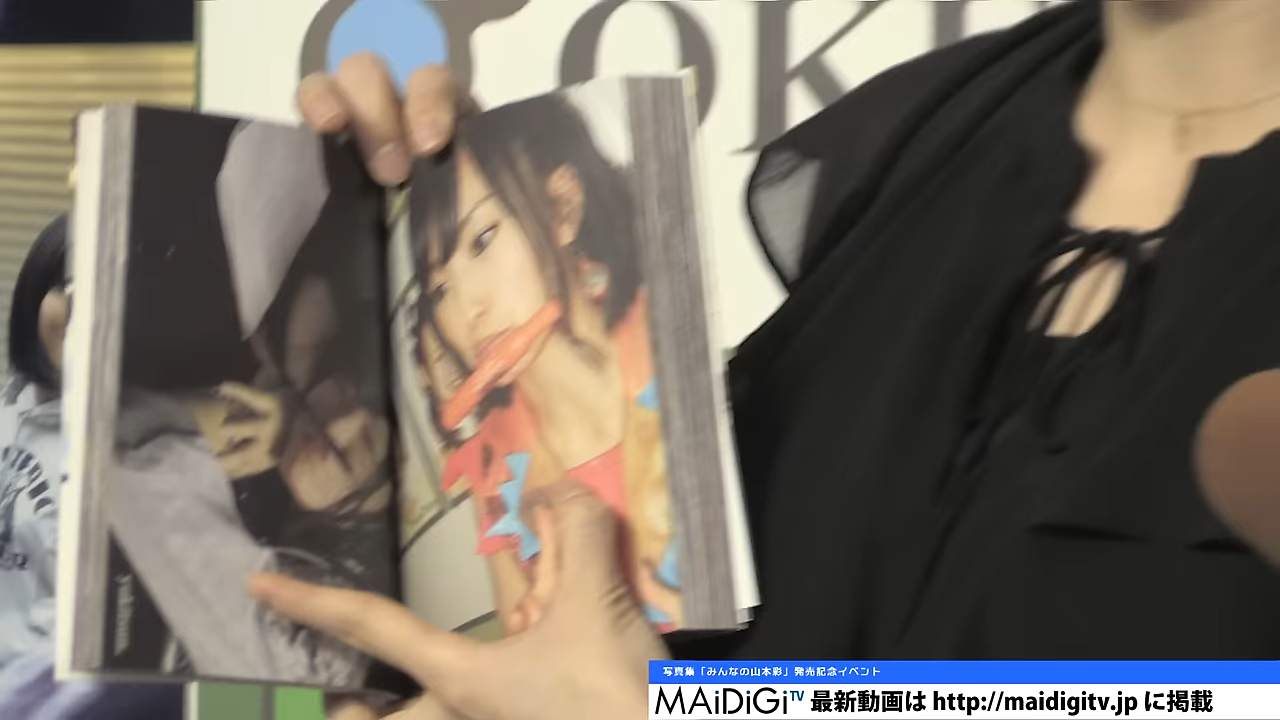 OKI
写真集「みんなの山本彩」発売記念イベント
MAiDiGiTV 最新動画は http://maidigitv.jp に掲載